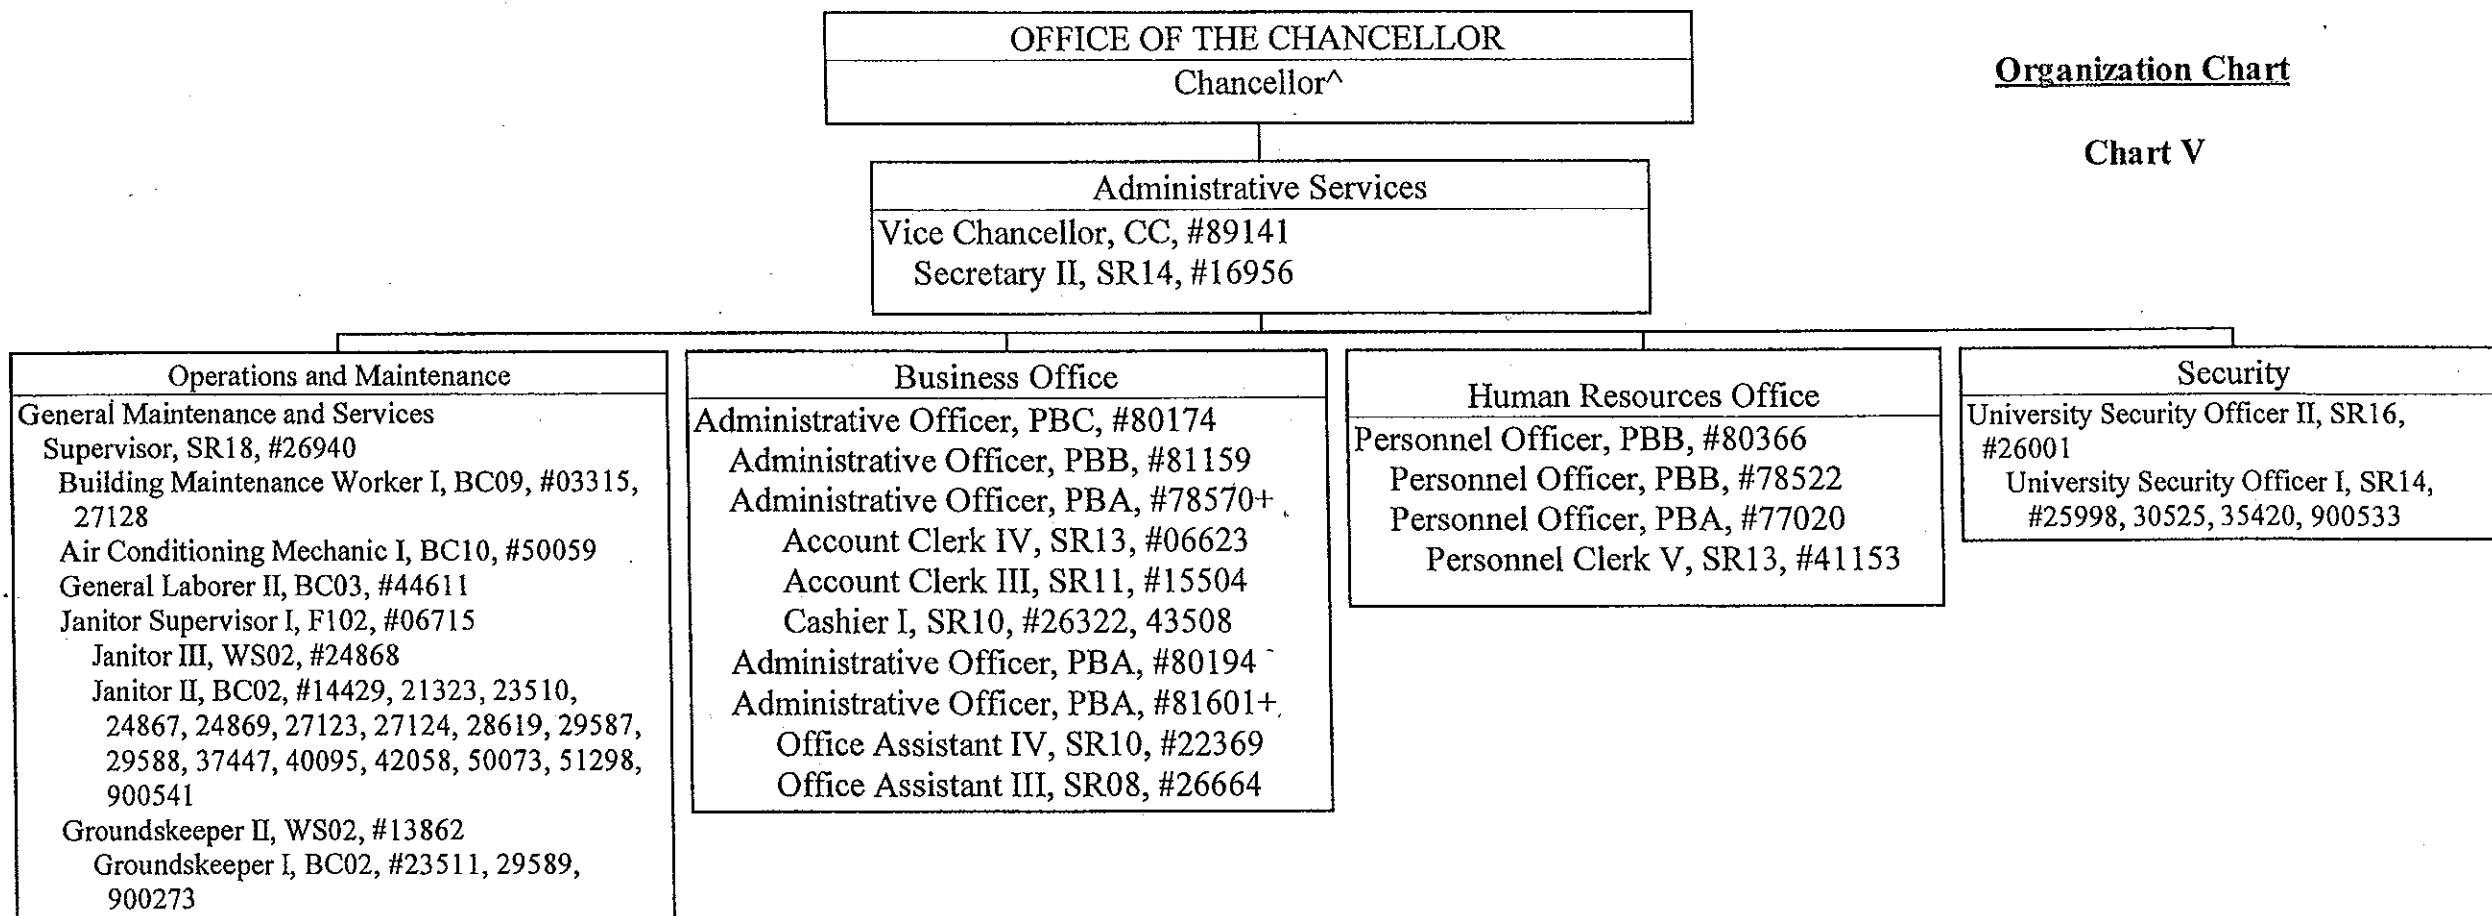 OFFICE OF THE CHANCELLOR
Chancellor^
Organization Chart
Chart V
Administrative Services
Vice Chancellor, CC, #89141
Secretary II, SR14, #16956
Operations and Maintenance
General Maintenance and Services
Supervisor, SR18, #26940
Building Maintenance Worker I, BC09, #03315,
27128
Air Conditioning Mechanic I, BC10, #50059
General Laborer II, BC03, #44611
Janitor Supervisor I, F102, #06715
Janitor III, WS02, #24868
Janitor II, BC02, #14429, 21323, 23510,
24867, 24869, 27123, 27124, 28619, 29587,
29588, 37447, 40095, 42058, 50073, 51298,
900541
Groundskeeper II, WS02, #13862
Groundskeeper I, BC02, #23511, 29589,
900273
Business Office
Administrative Officer, PBC, #80174
Administrative Officer, PBB, #81159
Administrative Officer, PBA, #78570+
Account Clerk IV, SR13, #06623
Account Clerk III, SR11, #15504
Cashier I, SR10, #26322, 43508
Administrative Officer, PBA, #80194
Administrative Officer, PBA, #81601+
Office Assistant IV, SR10, #22369
Office Assistant III, SR08, #26664
Human Resources Office
Personnel Officer, PBB, #80366
Personnel Officer, PBB, #78522
Personnel Officer, PBA, #77020
Personnel Clerk V, SR13, #41153
Security
University Security Officer II, SR16,
#26001
University Security Officer I, SR14,
#25998, 30525, 35420, 900533